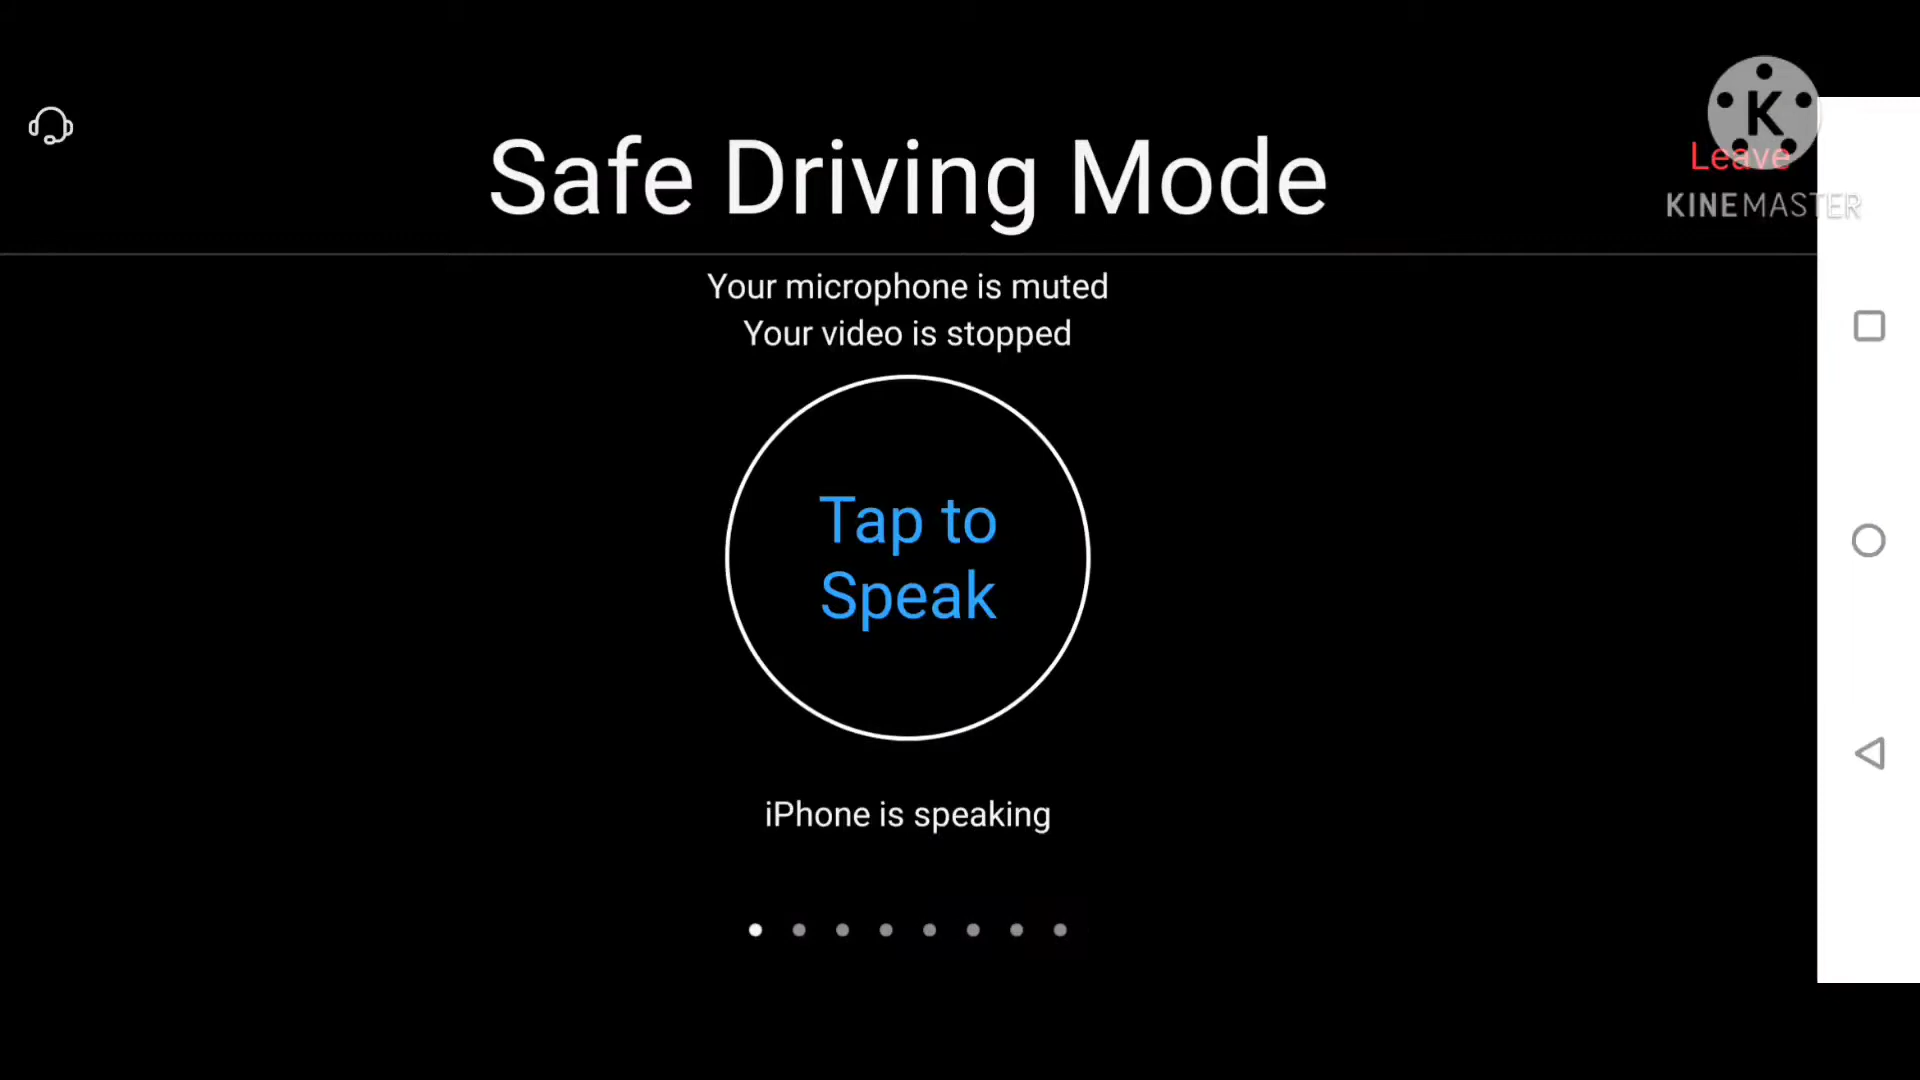 Safe Driving Mode
Leave
K
KINEMASTER
Your microphone is muted
Your video is stopped
Tap to
Speak
iPhone is speaking